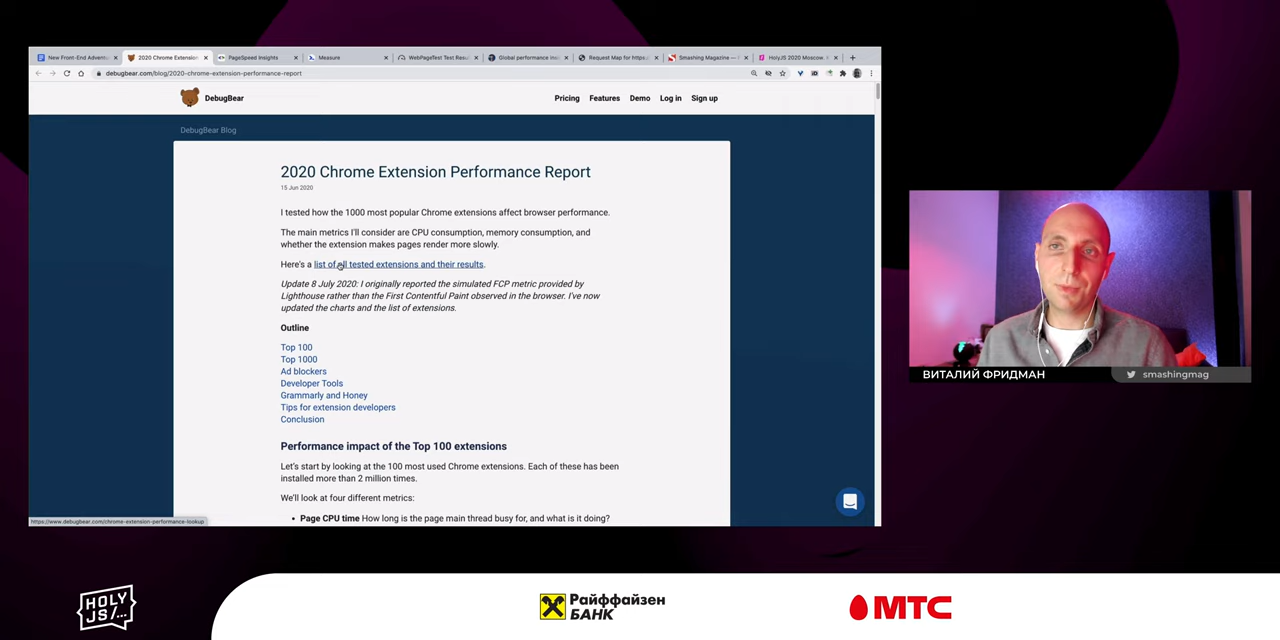 New Front-End Advent
2020 Chrome Extension
PageSpeed Insights
Measure
WebPageTest Test Resu
Global performance ins
Request Map for https:
Smashing Magazine — F
HolyJS 2020 Moscow.
debugbear.com/blog/2020-chrome-extension-performance-report
DebugBear
Pricing
Features
Demo
Log in
Sign up
DebugBear Blog
2020 Chrome Extension Performance Report
15 Jun 2020
I tested how the 1000 most popular Chrome extensions affect browser performance.
The main metrics I'll consider are CPU consumption, memory consumption, and
whether the extension makes pages render more slowly.
Here's a list of all tested extensions and their results.
Update 8 July 2020: I originally reported the simulated FCP metric provided by
Lighthouse rather than the First Contentful Paint observed in the browser. I've now
updated the charts and the list of extensions.
Outline
Top 100
Top 1000
Ad blockers
Developer Tools
Grammarly and Honey
Tips for extension developers
Conclusion
Performance impact of the Top 100 extensions
Let's start by looking at the 100 most used Chrome extensions. Each of these has been
installed more than 2 million times.
We'll look at four different metrics:
• Page CPU time How long is the page main thread busy for, and what is it doing?
https://www.debugbear.com/chrome-extension-performance-lookup
ВИТАЛИЙ ФРИДМАН
smashingmag
HOLY
JS/...
Райффайзен
БАНК
МТС